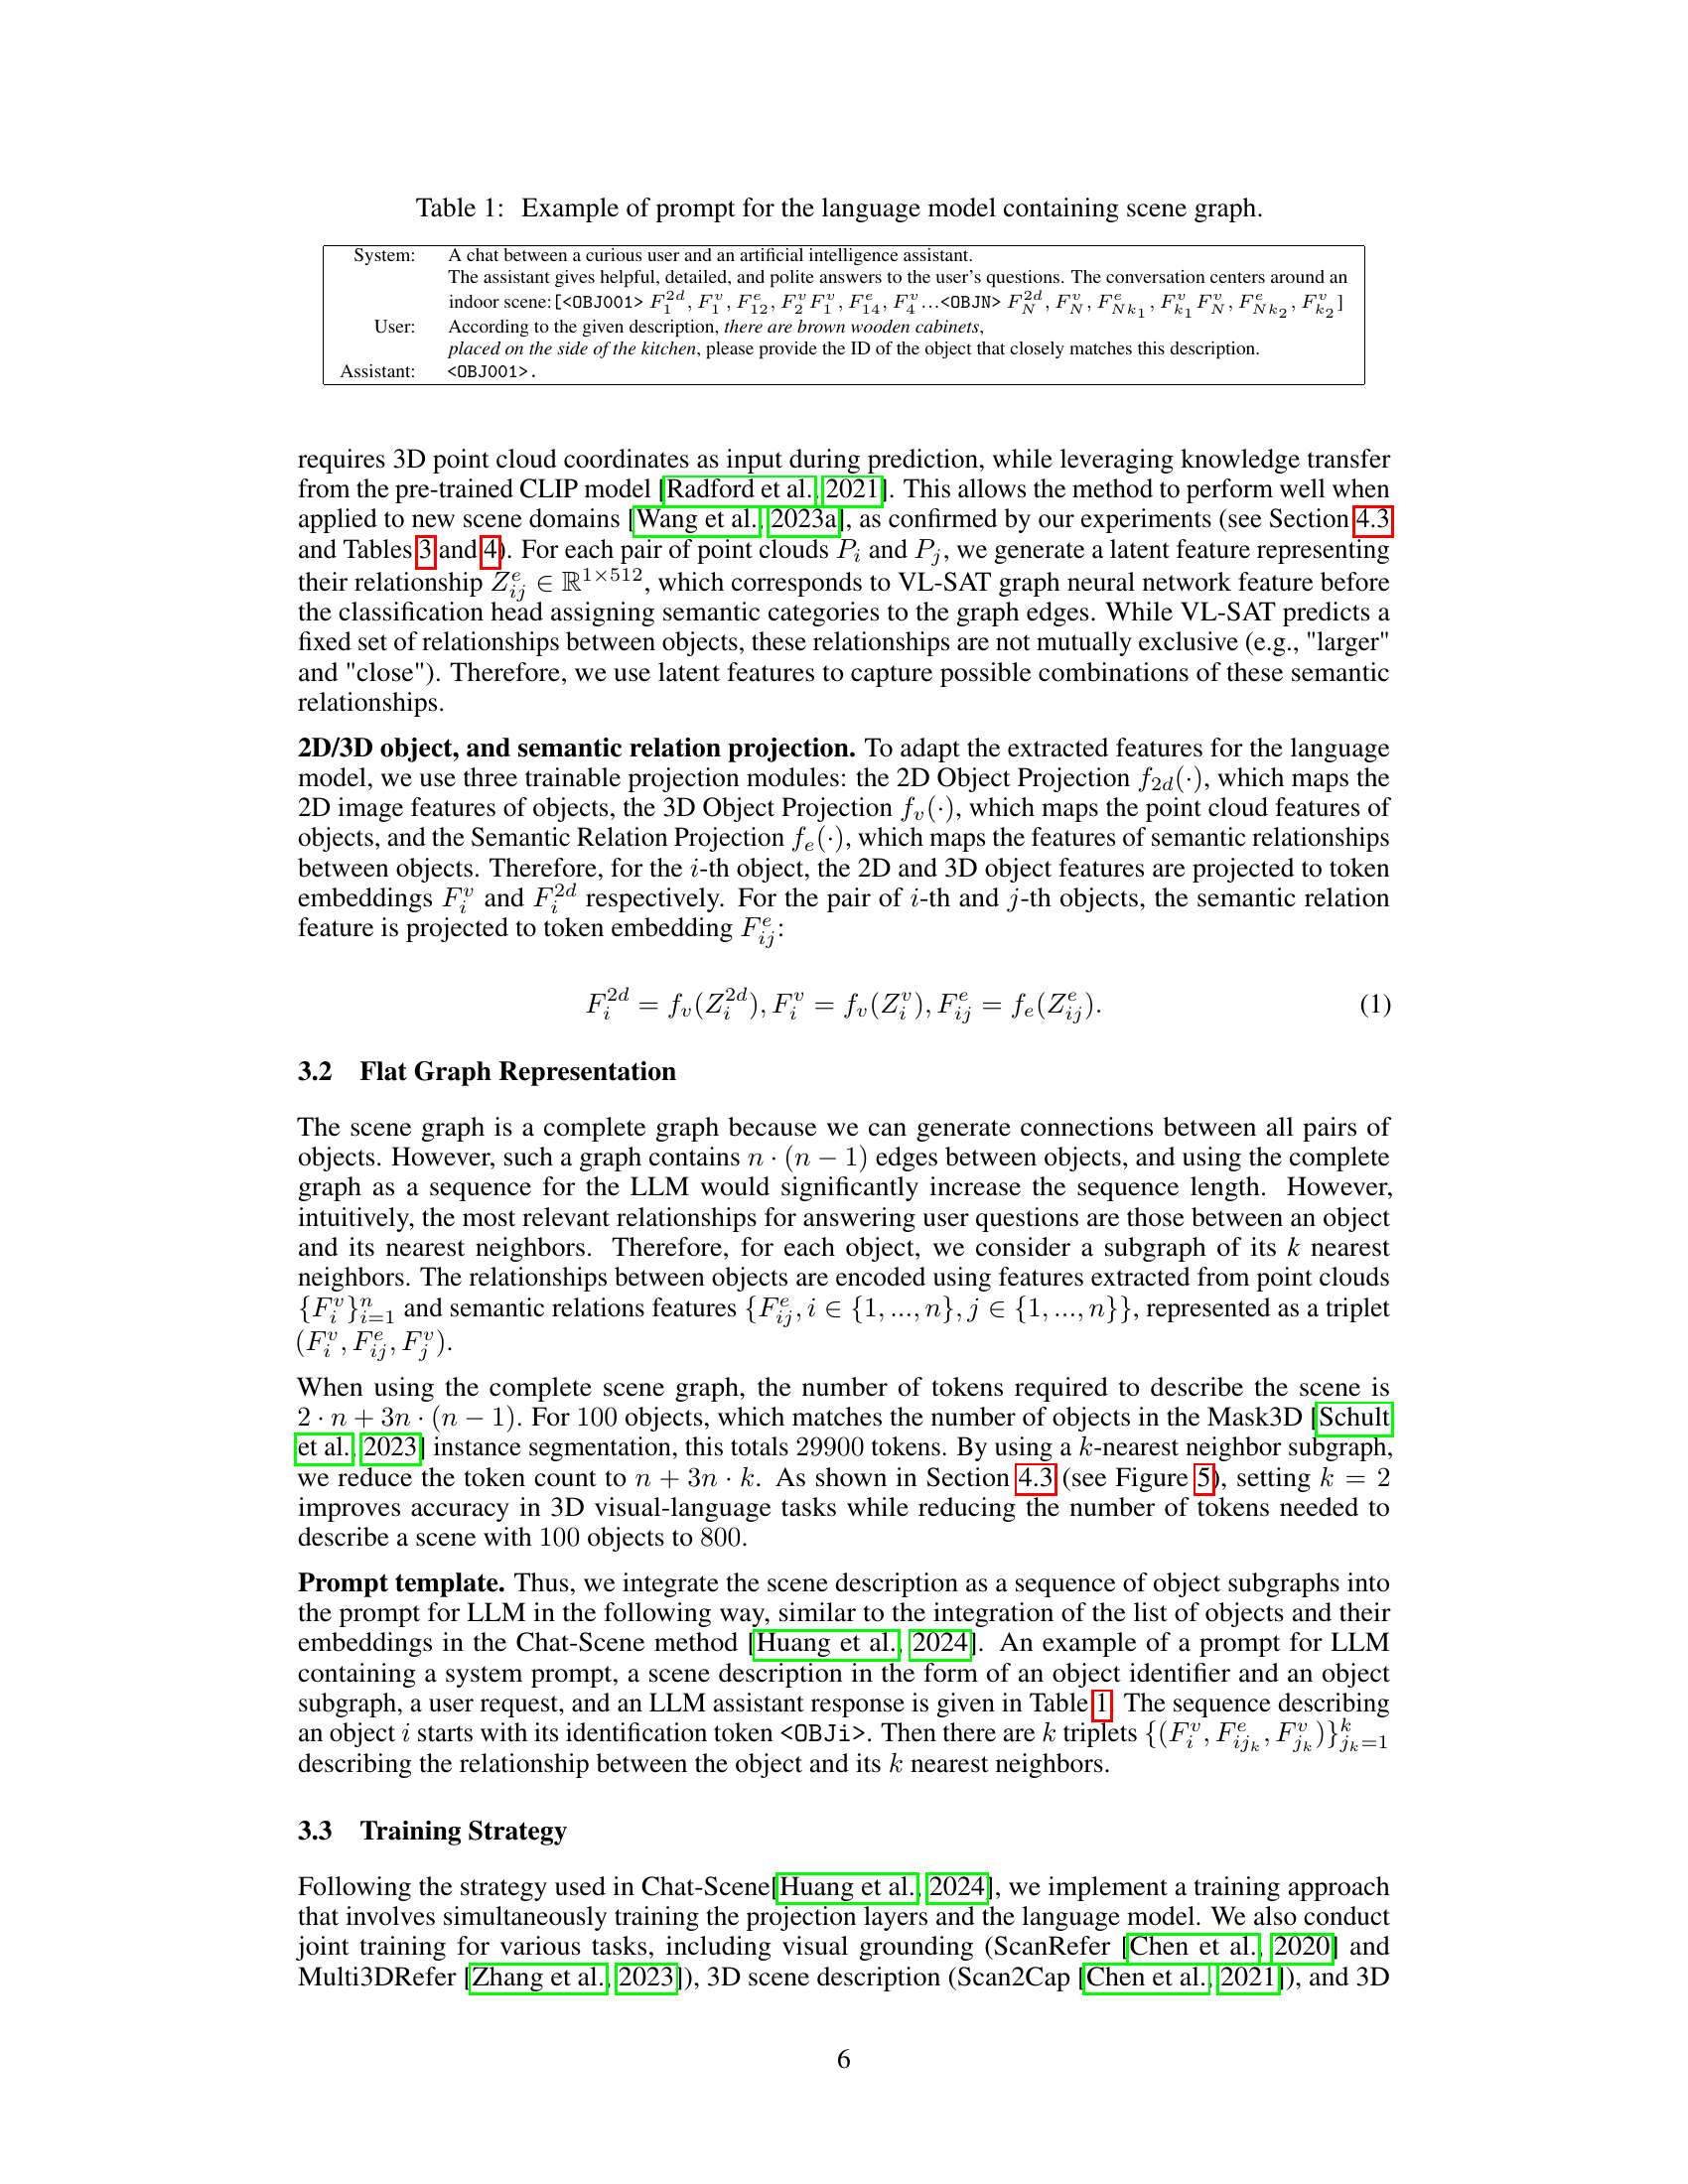 Table 1: Example of prompt for the language model containing scene graph.
System: A chat between a curious user and an artificial intelligence assistant.
The assistant gives helpful, detailed, and polite answers to the user's questions. The conversation centers around an
indoor scene:[<OBJ001> $F_1^{2d}, F_1^v, F_{12}^e, F_2^v F_1^v, F_{14}^e, F_4^v$...<OBJN> $F_N^{2d}, F_N^v, F_{Nk_1}^e, F_{k_1}^v F_N^v, F_{Nk_2}^e, F_{k_2}^v$]
User: According to the given description, there are brown wooden cabinets,
placed on the side of the kitchen, please provide the ID of the object that closely matches this description.
Assistant: <OBJ001>.
requires 3D point cloud coordinates as input during prediction, while leveraging knowledge transfer
from the pre-trained CLIP model [Radford et al., 2021]. This allows the method to perform well when
applied to new scene domains [Wang et al., 2023a], as confirmed by our experiments (see Section 4.3
and Tables 3 and 4). For each pair of point clouds $P_i$ and $P_j$, we generate a latent feature representing
their relationship $Z_{ij}^e \in \mathbb{R}^{1\times 512}$, which corresponds to VL-SAT graph neural network feature before
the classification head assigning semantic categories to the graph edges. While VL-SAT predicts a
fixed set of relationships between objects, these relationships are not mutually exclusive (e.g., "larger"
and "close"). Therefore, we use latent features to capture possible combinations of these semantic
relationships.
2D/3D object, and semantic relation projection. To adapt the extracted features for the language
model, we use three trainable projection modules: the 2D Object Projection $f_{2d}(\cdot)$, which maps the
2D image features of objects, the 3D Object Projection $f_v(\cdot)$, which maps the point cloud features of
objects, and the Semantic Relation Projection $f_e(\cdot)$, which maps the features of semantic relationships
between objects. Therefore, for the $i$-th object, the 2D and 3D object features are projected to token
embeddings $F_i^v$ and $F_i^{2d}$ respectively. For the pair of $i$-th and $j$-th objects, the semantic relation
feature is projected to token embedding $F_{ij}^e$:
$F_i^{2d} = f_v(Z_i^{2d}), F_i^v = f_v(Z_i^v), F_{ij}^e = f_e(Z_{ij}^e).$ (1)
3.2 Flat Graph Representation
The scene graph is a complete graph because we can generate connections between all pairs of
objects. However, such a graph contains $n \cdot (n-1)$ edges between objects, and using the complete
graph as a sequence for the LLM would significantly increase the sequence length. However,
intuitively, the most relevant relationships for answering user questions are those between an object
and its nearest neighbors. Therefore, for each object, we consider a subgraph of its $k$ nearest
neighbors. The relationships between objects are encoded using features extracted from point clouds
$\{F_i^v\}_{i=1}^n$ and semantic relations features $\{F_{ij}^e, i \in \{1, ..., n\}, j \in \{1, ..., n\}\}$, represented as a triplet
$(F_i^v, F_{ij}^e, F_j^v)$.
When using the complete scene graph, the number of tokens required to describe the scene is
$2 \cdot n + 3n \cdot (n-1)$. For 100 objects, which matches the number of objects in the Mask3D [Schult
et al., 2023] instance segmentation, this totals 29900 tokens. By using a $k$-nearest neighbor subgraph,
we reduce the token count to $n + 3n \cdot k$. As shown in Section 4.3 (see Figure 5), setting $k = 2$
improves accuracy in 3D visual-language tasks while reducing the number of tokens needed to
describe a scene with 100 objects to 800.
Prompt template. Thus, we integrate the scene description as a sequence of object subgraphs into
the prompt for LLM in the following way, similar to the integration of the list of objects and their
embeddings in the Chat-Scene method [Huang et al., 2024]. An example of a prompt for LLM
containing a system prompt, a scene description in the form of an object identifier and an object
subgraph, a user request, and an LLM assistant response is given in Table 1. The sequence describing
an object $i$ starts with its identification token <OBJi>. Then there are $k$ triplets $\{(F_i^v, F_{ij_k}^e, F_{j_k}^v)\}_{j_k=1}^k$
describing the relationship between the object and its $k$ nearest neighbors.
3.3 Training Strategy
Following the strategy used in Chat-Scene[Huang et al., 2024], we implement a training approach
that involves simultaneously training the projection layers and the language model. We also conduct
joint training for various tasks, including visual grounding (ScanRefer [Chen et al., 2020] and
Multi3DRefer [Zhang et al., 2023]), 3D scene description (Scan2Cap [Chen et al., 2021]), and 3D
6